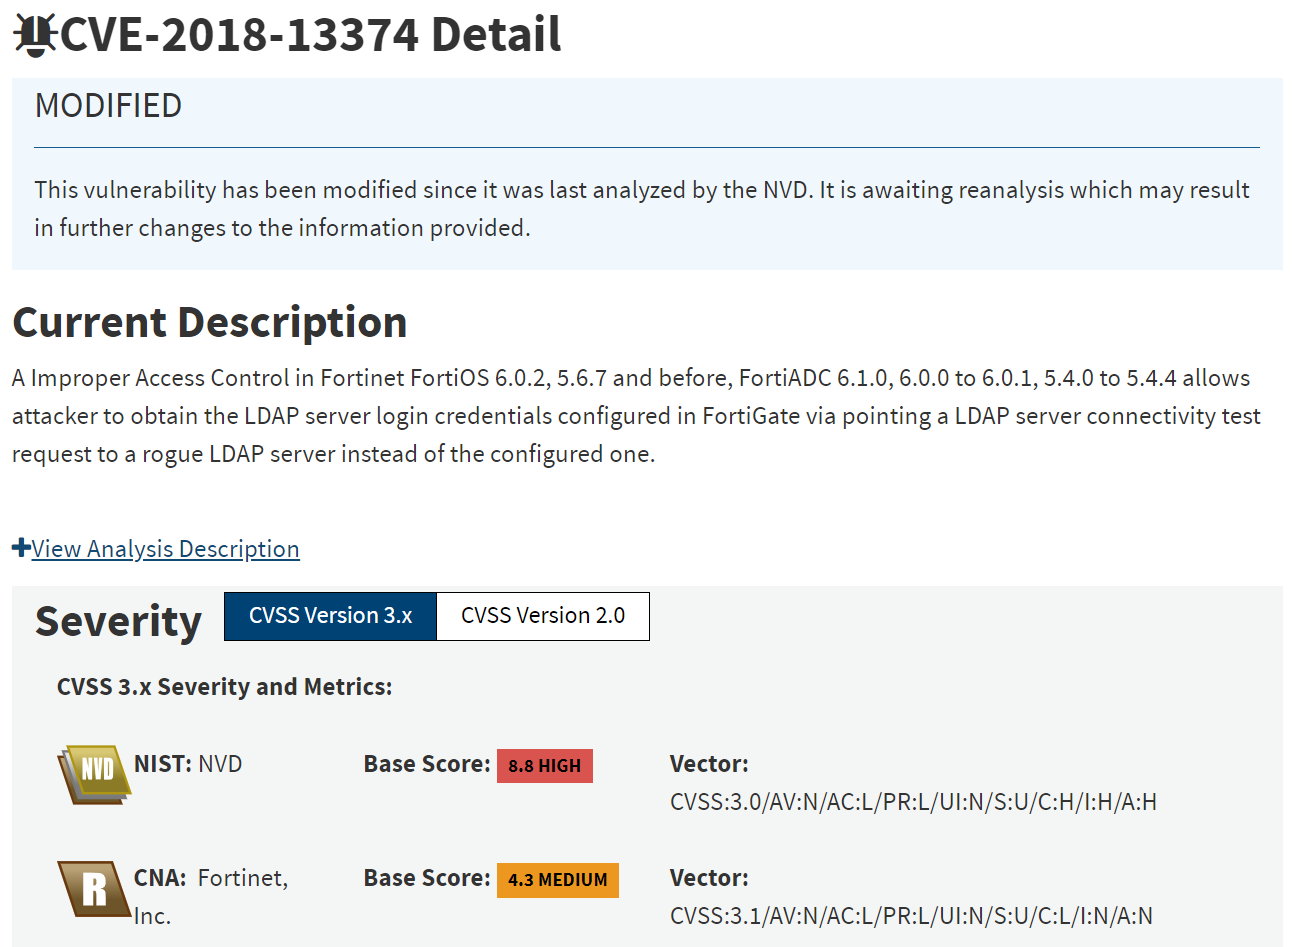 CVE-2018-13374 Detail
MODIFIED
This vulnerability has been modified since it was last analyzed by the NVD. It is awaiting reanalysis which may result
in further changes to the information provided.
Current Description
A Improper Access Control in Fortinet FortiOS 6.0.2, 5.6.7 and before, FortiADC 6.1.0, 6.0.0 to 6.0.1, 5.4.0 to 5.4.4 allows
attacker to obtain the LDAP server login credentials configured in FortiGate via pointing a LDAP server connectivity test
request to a rogue LDAP server instead of the configured one.
View Analysis Description
Severity CVSS Version 3.x CVSS Version 2.0
CVSS 3.x Severity and Metrics:
NVD NIST: NVD Base Score: 8.8 HIGH Vector:
CVSS:3.0/AV:N/AC:L/PR:L/UI:N/S:U/C:H/I:H/A:H
R CNA: Fortinet, Base Score: 4.3 MEDIUM Vector:
Inc. CVSS:3.1/AV:N/AC:L/PR:L/UI:N/S:U/C:L/I:N/A:N